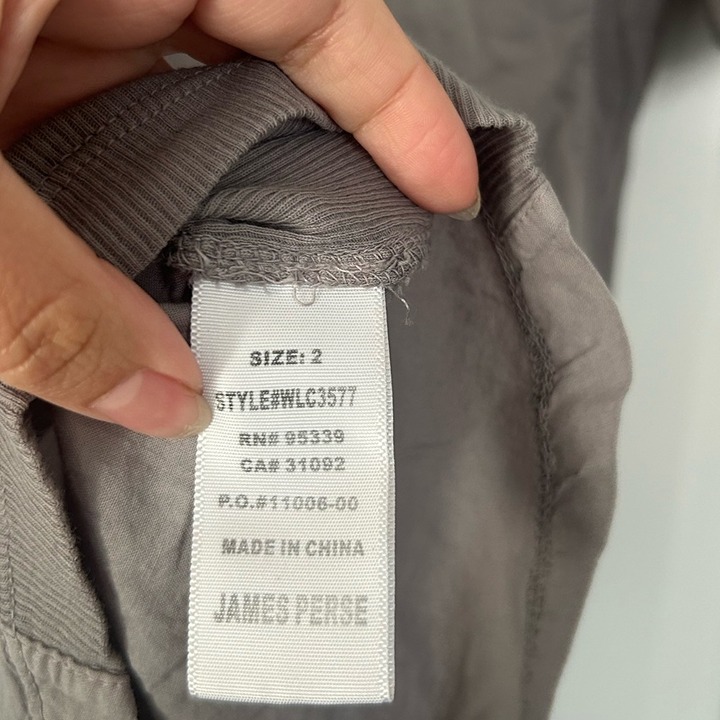 SIZE: 2
STYLE#WLC3577
RN# 95339
CA# 31092
P.O.#11006-00
MADE IN CHINA
JAMES PERSE